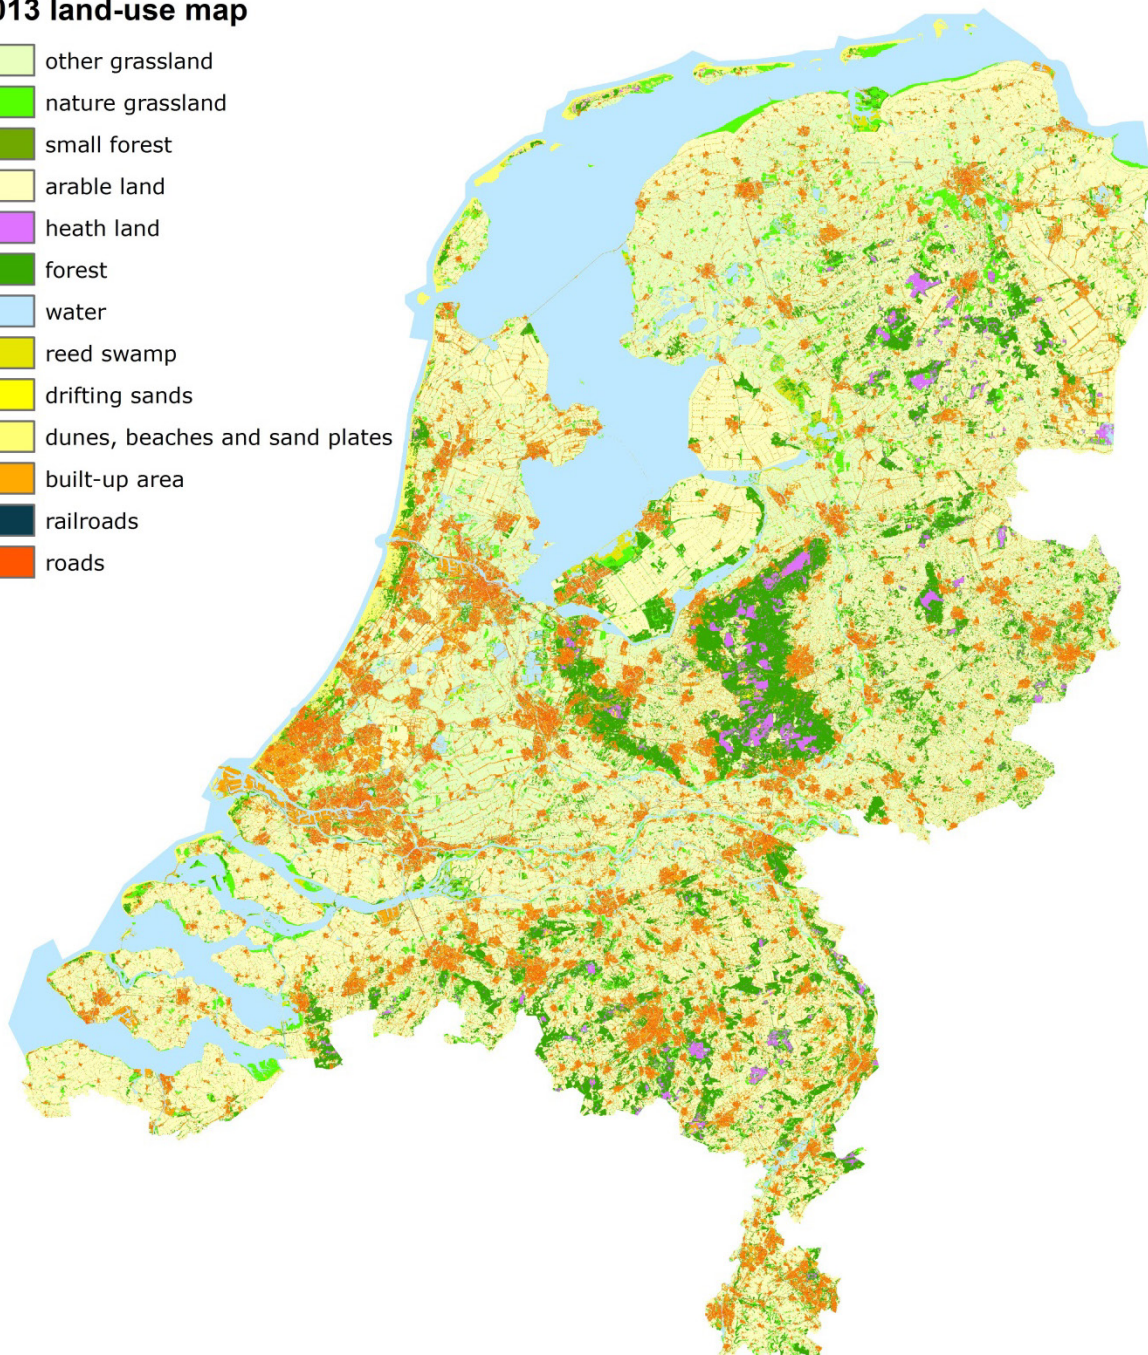 013 land-use map
other grassland
nature grassland
small forest
arable land
heath land
forest
water
reed swamp
drifting sands
dunes, beaches and sand plates
built-up area
railroads
roads